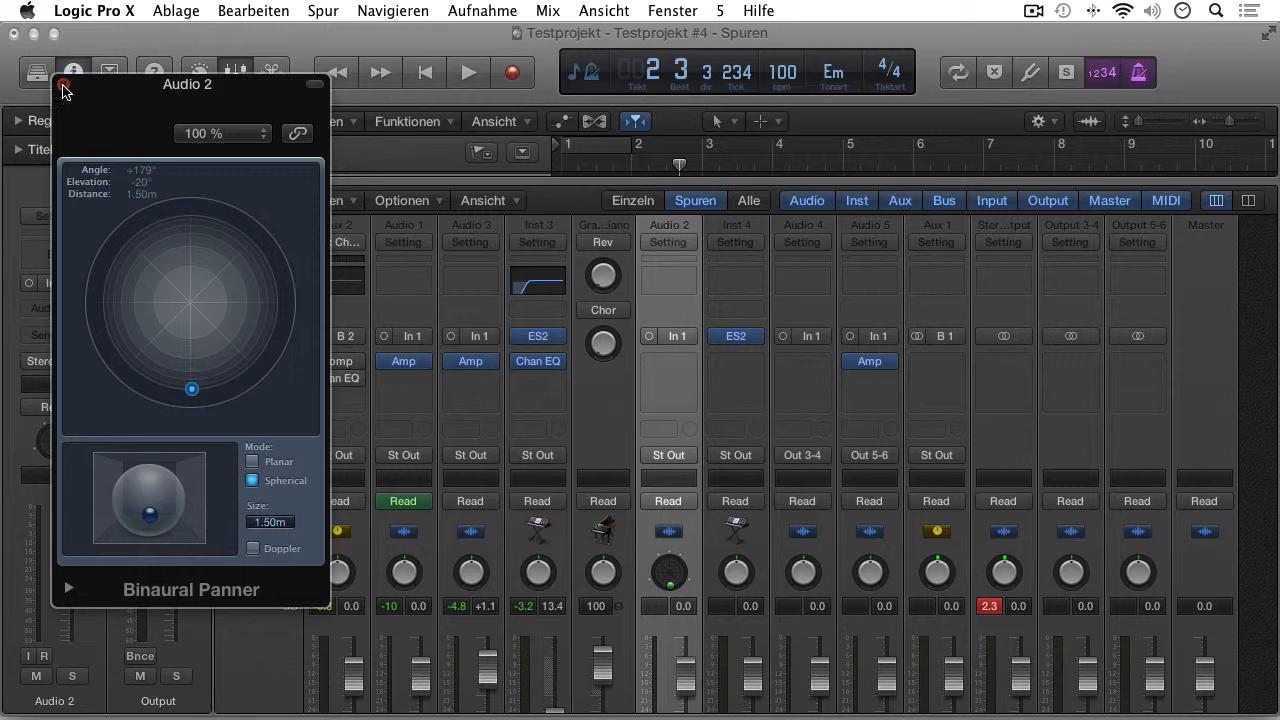 Logic Pro X Ablage Bearbeiten Spur Navigieren Aufnahme Mix Ansicht Fenster 5 Hilfe
Testprojekt - Testprojekt #4 - Spuren
2 3 3 234 100 Em 4/4
Takt Beat div Tick bpm Tonart Taktart
1234
Audio 2
100 %
Funktionen Ansicht
1 2 3 4 5 6 7 8 9 10
Optionen Ansicht Einzeln Spuren Alle Audio Inst Aux Bus Input Output Master MIDI
Angle: +179°
Elevation: -20°
Distance: 1.50m
Audio 1 Audio 3 Inst 3 Gra...iano Audio 2 Inst 4 Audio 4 Audio 5 Aux 1 Ster...tput Output 3-4 Output 5-6 Master
Setting Setting Setting Rev Setting Setting Setting Setting Setting Setting Setting Setting
Chor
B 2 In 1 In 1 ES2 In 1 ES2 In 1 In 1 B 1
Amp Amp Chan EQ Amp
St Out St Out St Out St Out St Out Out 3-4 Out 5-6 St Out
Read Read Read Read Read Read Read Read Read Read Read Read Read
Mode:
Planar
Spherical
Size:
1.50m
Doppler
Binaural Panner
0.0 -10 0.0 -4.8 +1.1 -3.2 13.4 100 0.0 0.0 0.0 0.0 0.0 2.3 0.0 0.0 0.0 0.0
I R Bnce
M S M S
Audio 2 Output